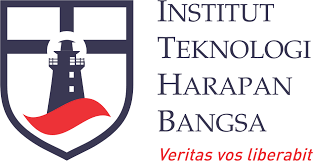 INSTITUT
TEKNOLOGI
HARAPAN
BANGSA
Veritas vos liberabit